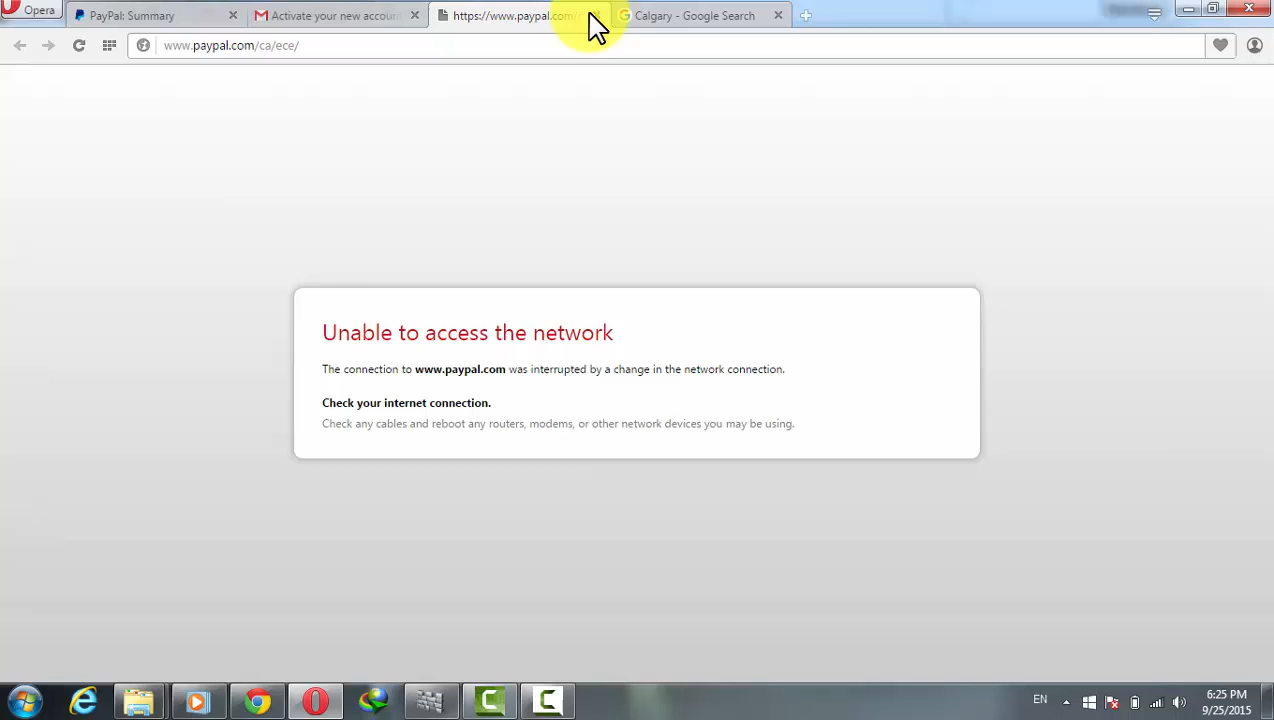 Opera
PayPal: Summary
Activate your new accoun
https://www.paypal.com/
Calgary - Google Search
www.paypal.com/ca/ece/
Unable to access the network
The connection to www.paypal.com was interrupted by a change in the network connection.
Check your internet connection.
Check any cables and reboot any routers, modems, or other network devices you may be using.
EN
6:25 PM
9/25/2015